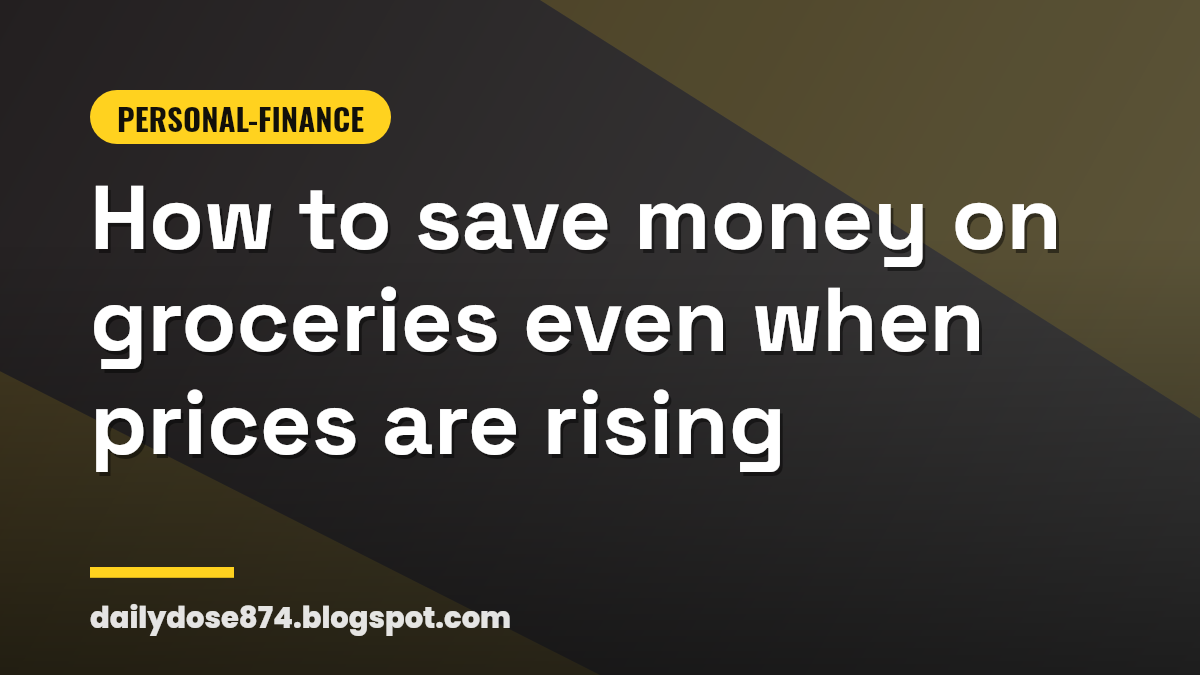 PERSONAL-FINANCE
How to save money on
groceries even when
prices are rising
dailydose874.blogspot.com